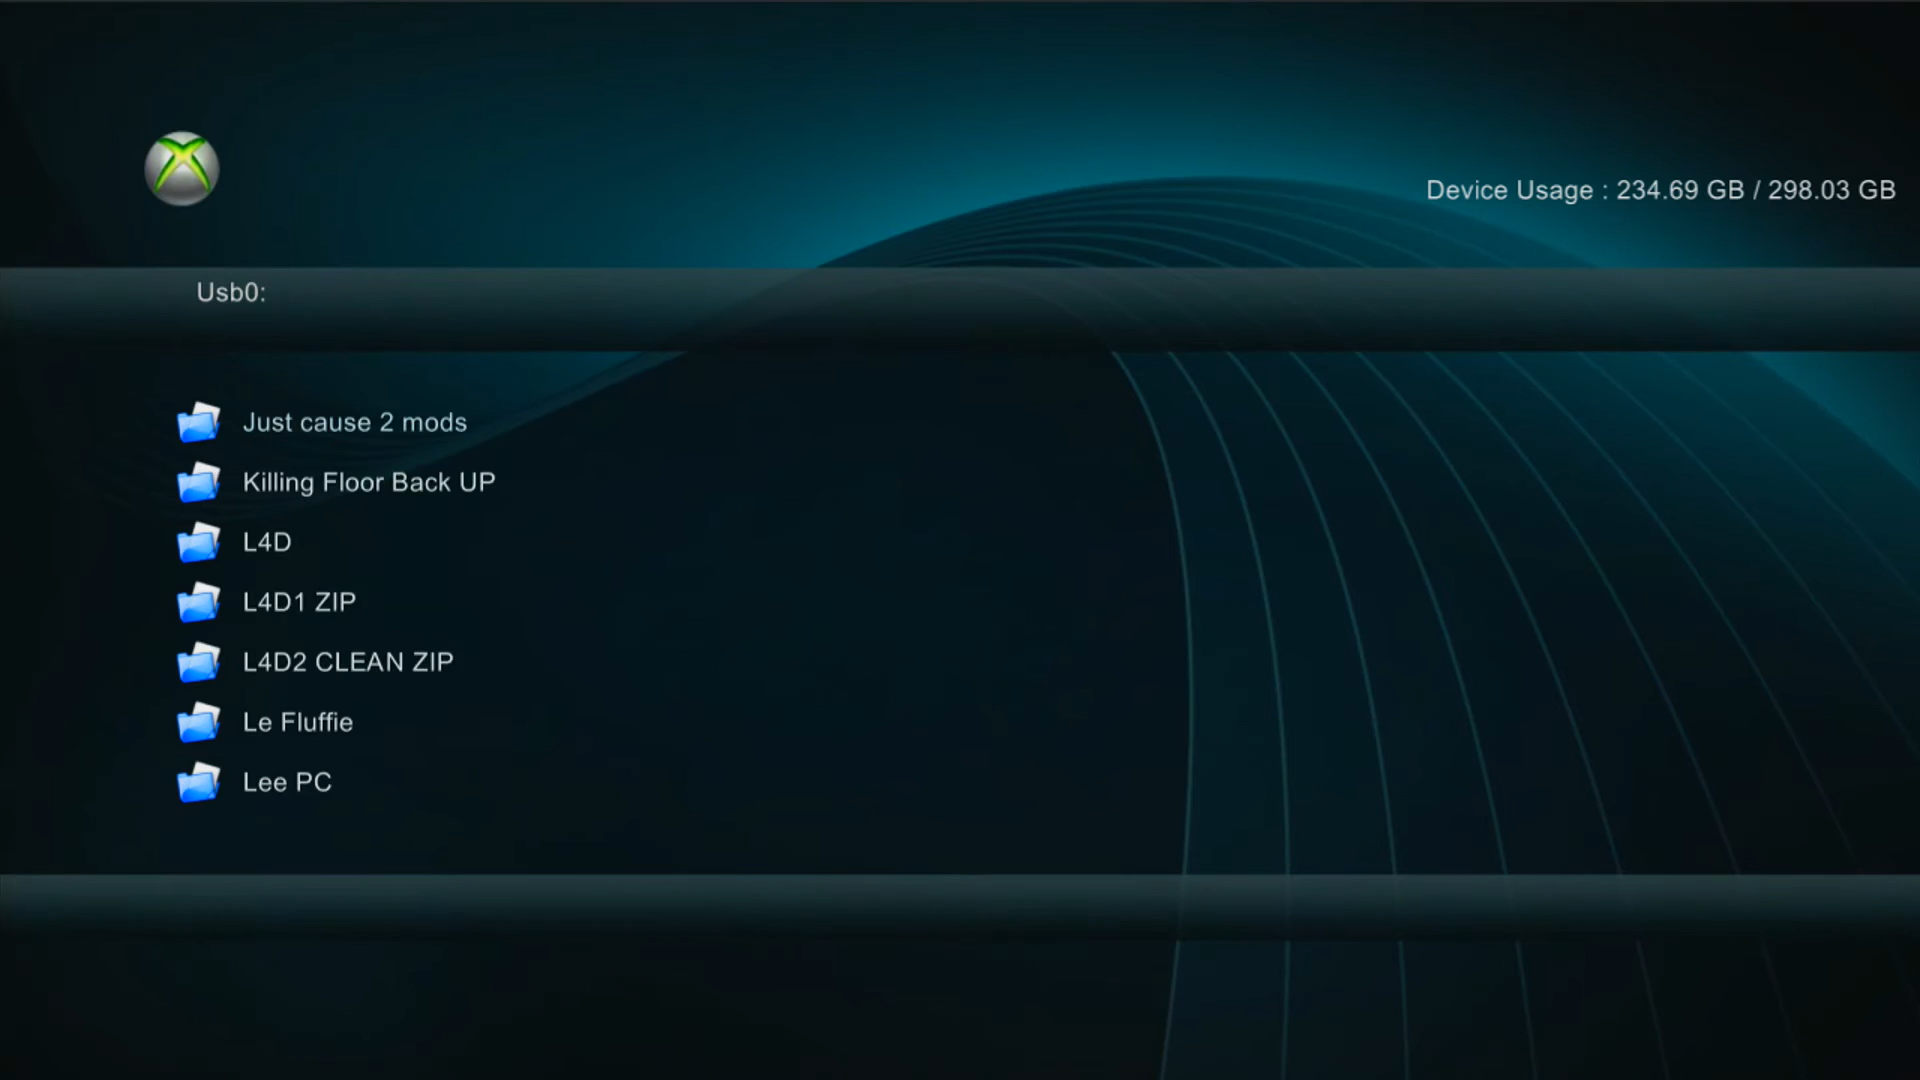 Device Usage : 234.69 GB / 298.03 GB
Usb0:
Just cause 2 mods
Killing Floor Back UP
L4D
L4D1 ZIP
L4D2 CLEAN ZIP
Le Fluffie
Lee PC